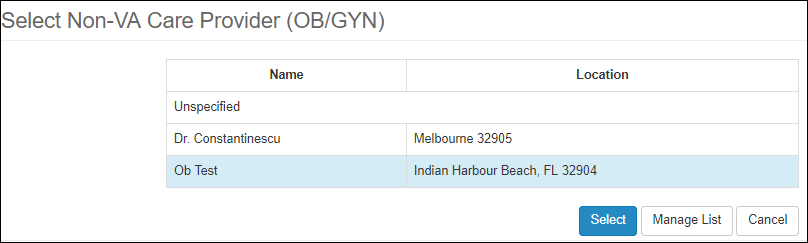 Select Non-VA Care Provider (OB/GYN)
Name Location
Unspecified
Dr. Constantinescu Melbourne 32905
Ob Test Indian Harbour Beach, FL 32904
Select Manage List Cancel